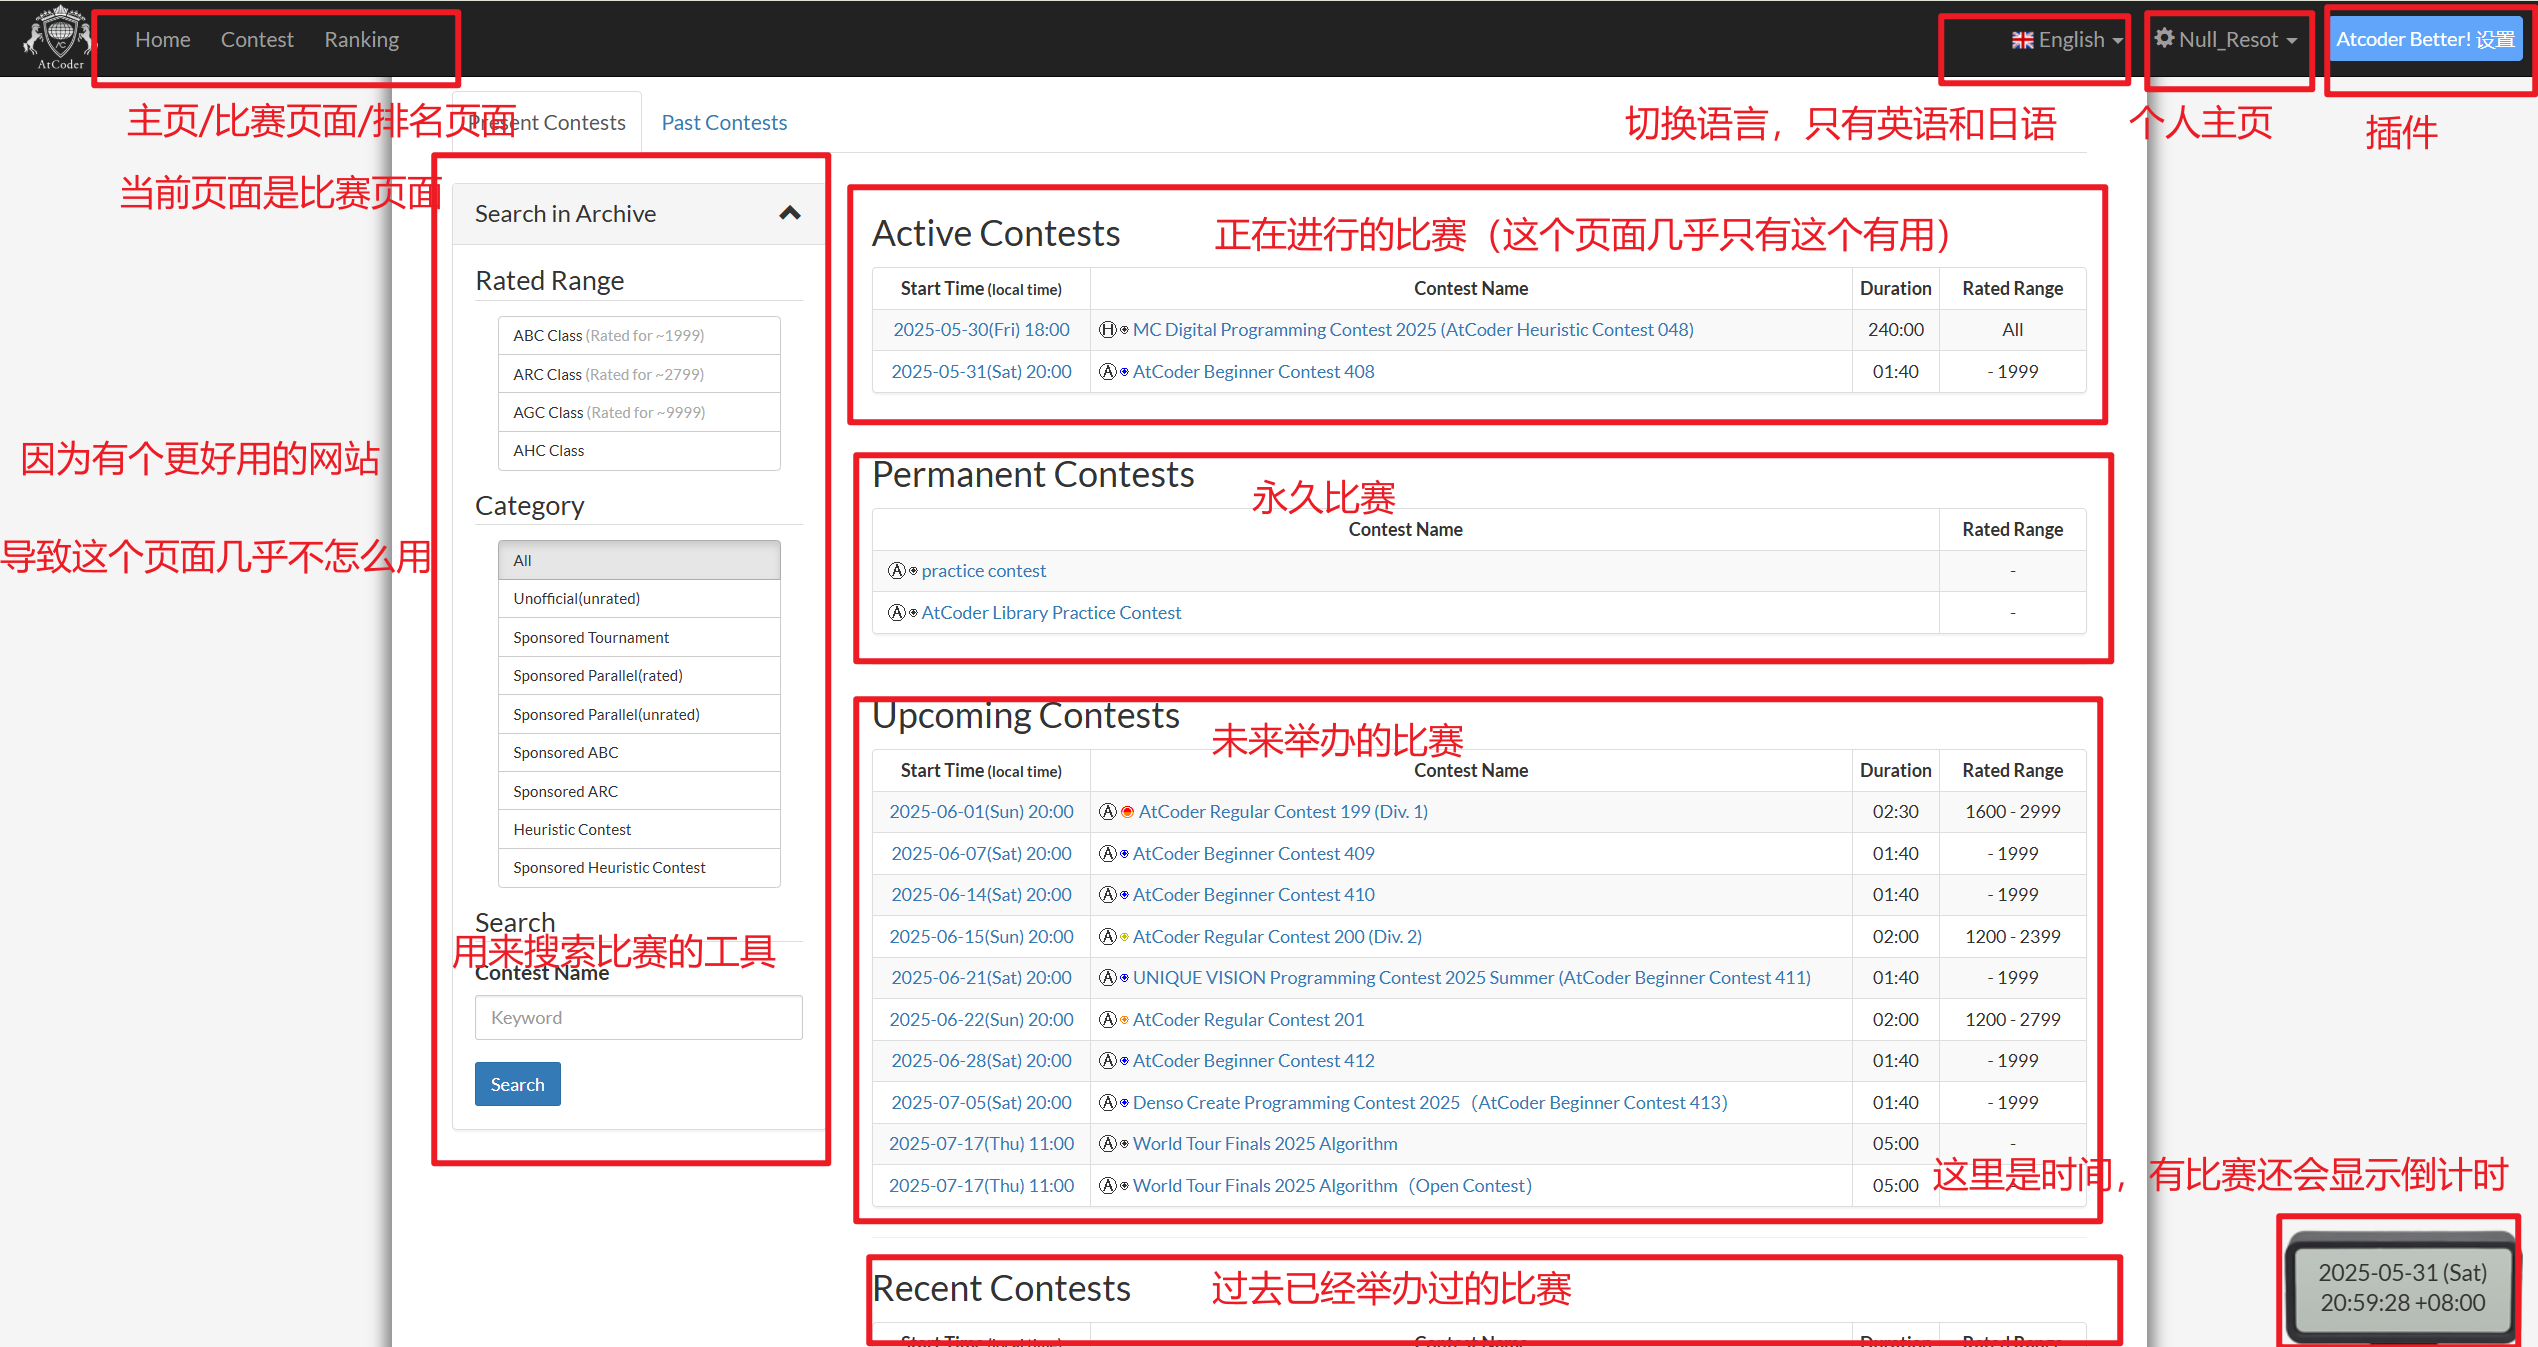 AtCoder
Home Contest Ranking
English
Null_Resot
Atcoder Better! 设置
主页/比赛页面/排名页面
切换语言，只有英语和日语
个人主页
插件
Present Contests
Past Contests
当前页面是比赛页面
Search in Archive
Rated Range
ABC Class (Rated for ~1999)
ARC Class (Rated for ~2799)
AGC Class (Rated for ~9999)
AHC Class
因为有个更好用的网站
导致这个页面几乎不怎么用
Category
All
Unofficial(unrated)
Sponsored Tournament
Sponsored Parallel(rated)
Sponsored Parallel(unrated)
Sponsored ABC
Sponsored ARC
Heuristic Contest
Sponsored Heuristic Contest
Search
用来搜索比赛的工具
Contest Name
Keyword
Search
Active Contests
正在进行的比赛（这个页面几乎只有这个有用）
Start Time (local time) Contest Name Duration Rated Range
2025-05-30(Fri) 18:00 Ⓗ◉ MC Digital Programming Contest 2025 (AtCoder Heuristic Contest 048) 240:00 All
2025-05-31(Sat) 20:00 Ⓐ◉ AtCoder Beginner Contest 408 01:40 - 1999
Permanent Contests
永久比赛
Contest Name Rated Range
Ⓐ◉ practice contest -
Ⓐ◉ AtCoder Library Practice Contest -
Upcoming Contests
未来举办的比赛
Start Time (local time) Contest Name Duration Rated Range
2025-06-01(Sun) 20:00 Ⓐ◉ AtCoder Regular Contest 199 (Div. 1) 02:30 1600 - 2999
2025-06-07(Sat) 20:00 Ⓐ◉ AtCoder Beginner Contest 409 01:40 - 1999
2025-06-14(Sat) 20:00 Ⓐ◉ AtCoder Beginner Contest 410 01:40 - 1999
2025-06-15(Sun) 20:00 Ⓐ◉ AtCoder Regular Contest 200 (Div. 2) 02:00 1200 - 2399
2025-06-21(Sat) 20:00 Ⓐ◉ UNIQUE VISION Programming Contest 2025 Summer (AtCoder Beginner Contest 411) 01:40 - 1999
2025-06-22(Sun) 20:00 Ⓐ◉ AtCoder Regular Contest 201 02:00 1200 - 2799
2025-06-28(Sat) 20:00 Ⓐ◉ AtCoder Beginner Contest 412 01:40 - 1999
2025-07-05(Sat) 20:00 Ⓐ◉ Denso Create Programming Contest 2025（AtCoder Beginner Contest 413） 01:40 - 1999
2025-07-17(Thu) 11:00 Ⓐ◉ World Tour Finals 2025 Algorithm 05:00 -
2025-07-17(Thu) 11:00 Ⓐ◉ World Tour Finals 2025 Algorithm（Open Contest） 05:00
这里是时间，有比赛还会显示倒计时
Recent Contests
过去已经举办过的比赛
Start Time (local time) Contest Name Duration Rated Range
2025-05-31 (Sat)
20:59:28 +08:00